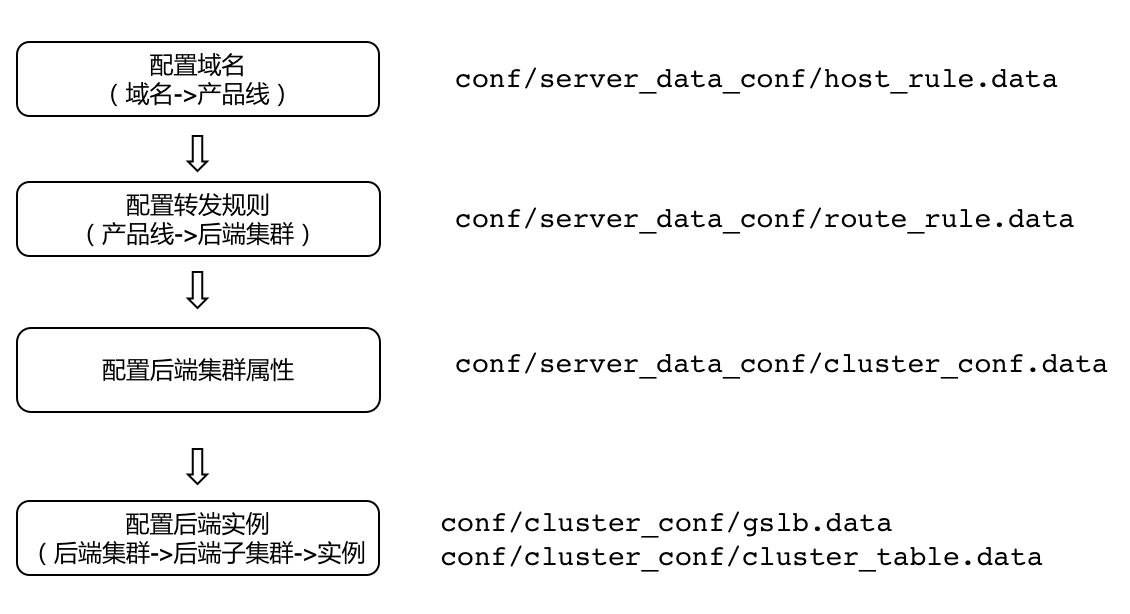 配置域名
（域名->产品线）
conf/server_data_conf/host_rule.data
配置转发规则
（产品线->后端集群）
conf/server_data_conf/route_rule.data
配置后端集群属性
conf/server_data_conf/cluster_conf.data
配置后端实例
（后端集群->后端子集群->实例
conf/cluster_conf/gslb.data
conf/cluster_conf/cluster_table.data